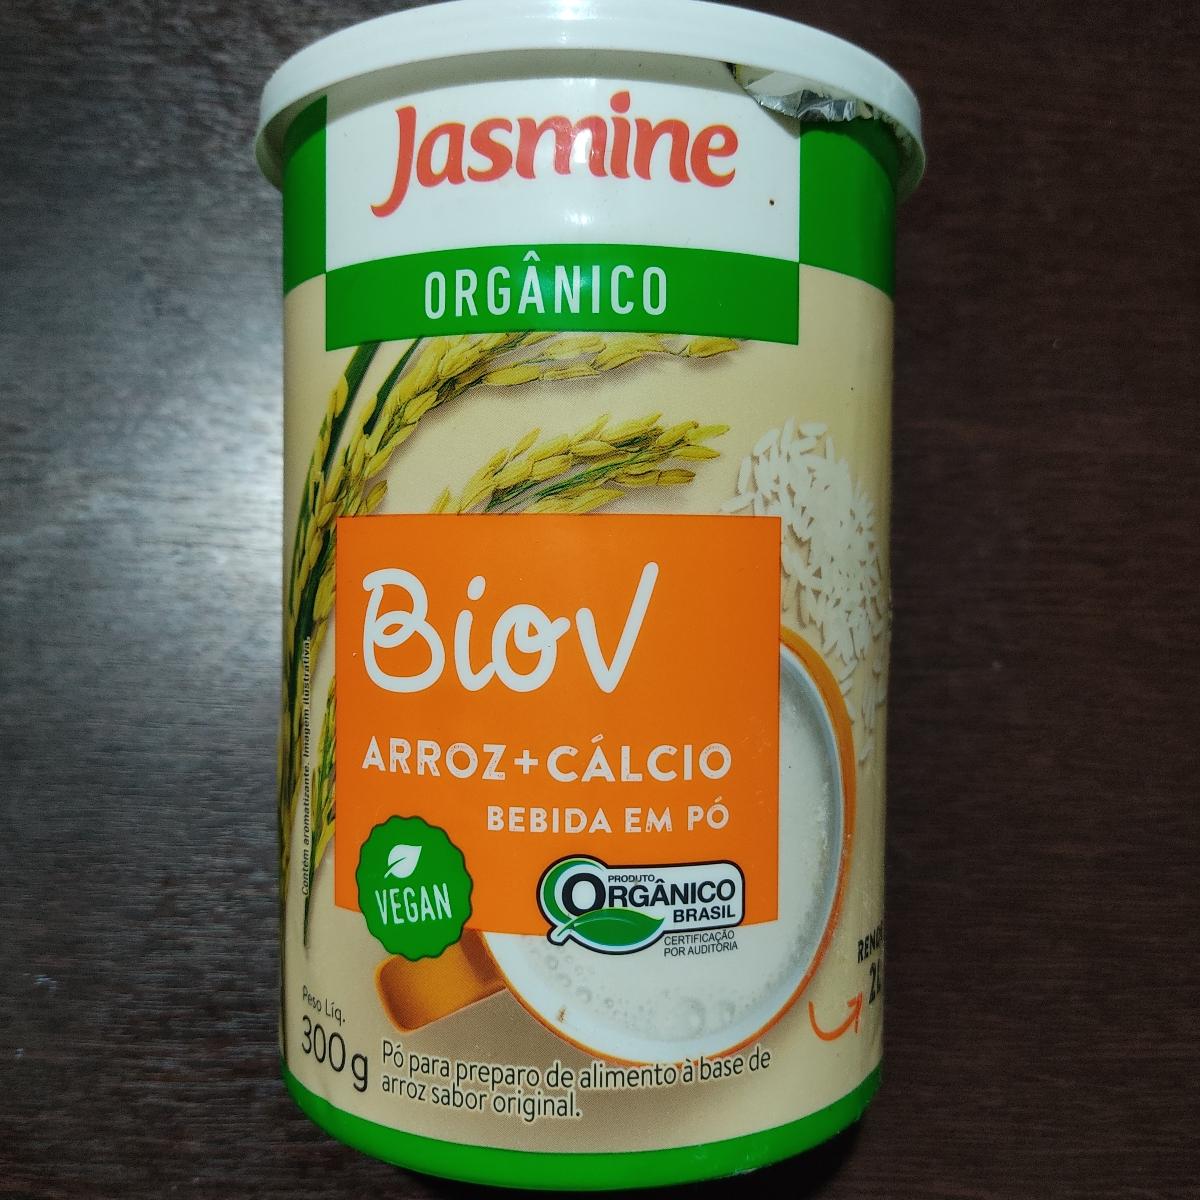 Jasmine
ORGÂNICO
BioV
ARROZ+CÁLCIO
BEBIDA EM PÓ
VEGAN
PRODUTO
ORGÂNICO
BRASIL
CERTIFICAÇÃO
POR AUDITORIA
Contém aromatizante. Imagem ilustrativa.
Peso Líq.
300g
Pó para preparo de alimento à base de
arroz sabor original.